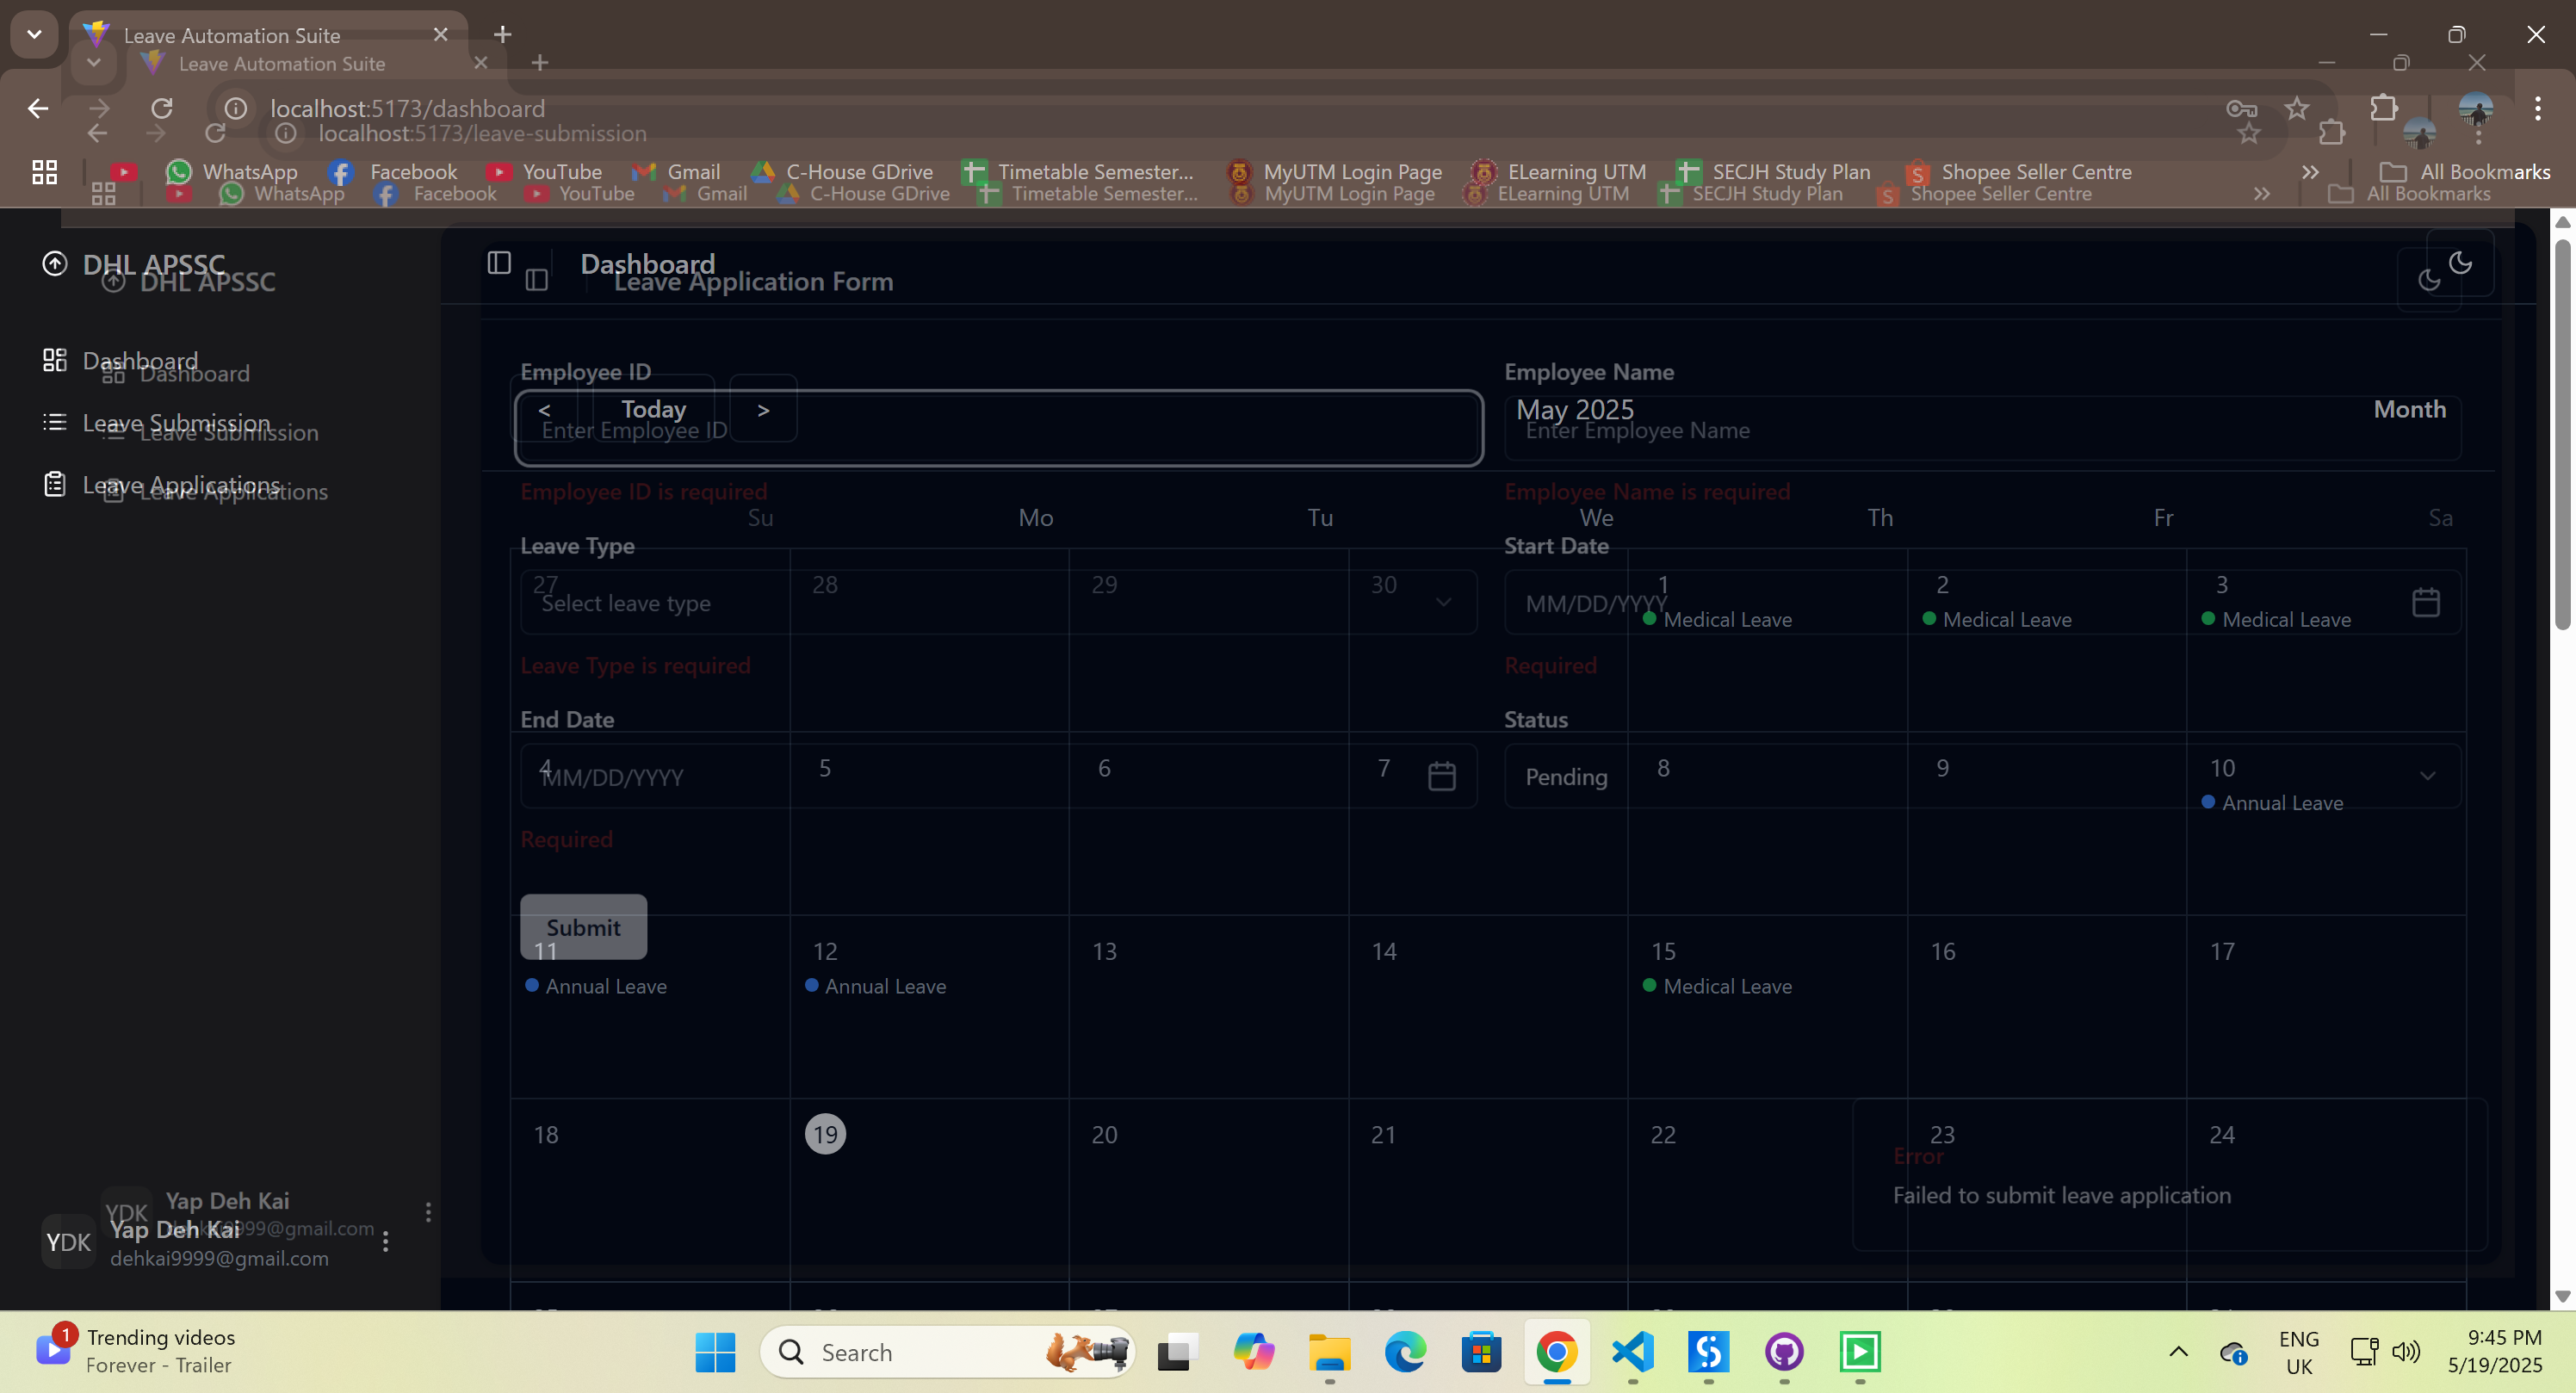 Leave Automation Suite
Leave Automation Suite
localhost:5173/dashboard
localhost:5173/leave-submission
WhatsApp Facebook YouTube Gmail C-House GDrive Timetable Semester... MyUTM Login Page ELearning UTM SECJH Study Plan Shopee Seller Centre » All Bookmarks
WhatsApp Facebook YouTube Gmail C-House GDrive Timetable Semester... MyUTM Login Page ELearning UTM SECJH Study Plan Shopee Seller Centre » All Bookmarks
DHL APSSC Dashboard
DHL APSSC Leave Application Form
Dashboard
Dashboard
Leave Submission
Leave Submission
Leave Applications
Leave Applications
Employee ID Employee Name
< Today > May 2025 Month
Enter Employee ID Enter Employee Name
Employee ID is required Employee Name is required
Su Mo Tu We Th Fr Sa
Leave Type Start Date
27 28 29 30 1 2 3
Select leave type MM/DD/YYYY
Medical Leave Medical Leave Medical Leave
Leave Type is required Required
End Date Status
4 5 6 7 8 9 10
MM/DD/YYYY Pending
Annual Leave
Required
Submit
11 12 13 14 15 16 17
Annual Leave Annual Leave Medical Leave
18 19 20 21 22 23 24
Error
Failed to submit leave application
YDK Yap Deh Kai
dehkai9999@gmail.com
YDK Yap Deh Kai
dehkai9999@gmail.com
1 Trending videos
Forever - Trailer
Search
ENG
UK
9:45 PM
5/19/2025